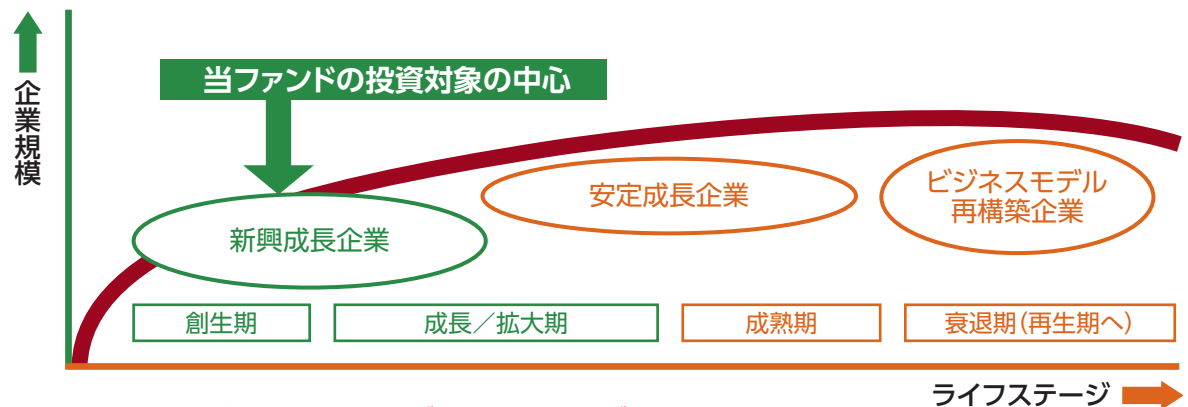 企業規模
当ファンドの投資対象の中心
新興成長企業
安定成長企業
ビジネスモデル
再構築企業
創生期
成長／拡大期
成熟期
衰退期(再生期へ)
ライフステージ